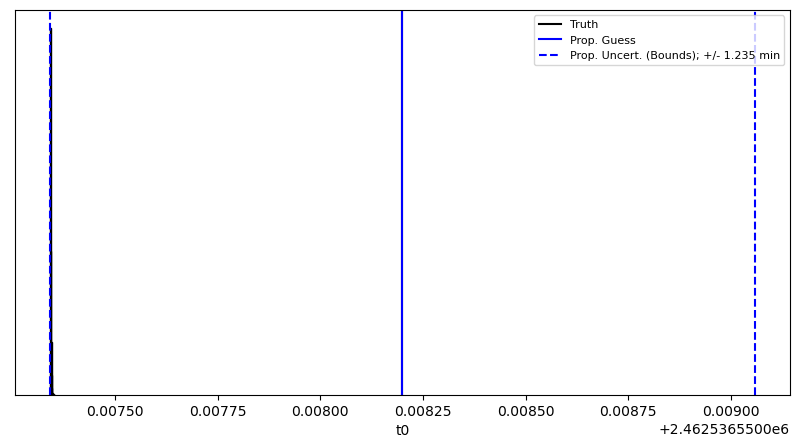 Truth
Prop. Guess
Prop. Uncert. (Bounds); +/- 1.235 min
0.00750 0.00775 0.00800 0.00825 0.00850 0.00875 0.00900
t0
+2.4625365500e6